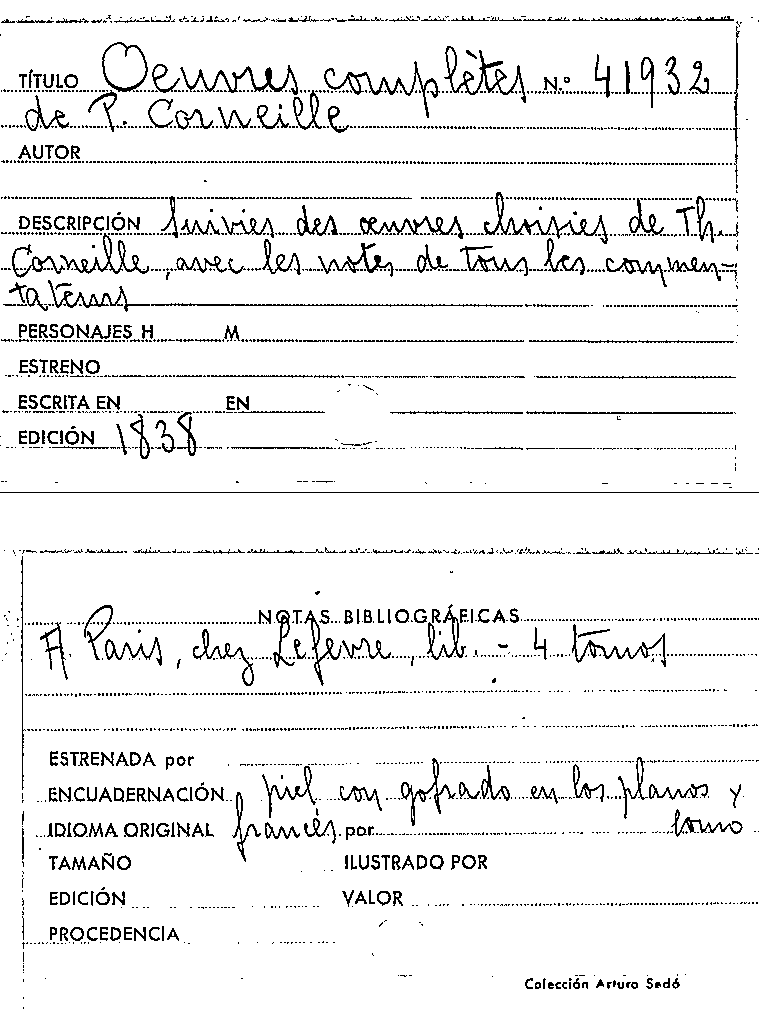 TÍTULO Oeuvres complètes N.º 41932
de P. Corneille
AUTOR
DESCRIPCIÓN suivies des œuvres choisies de Th.
Corneille, avec les notes de tous les commen-
tateurs
PERSONAJES H M.
ESTRENO
ESCRITA EN EN
EDICIÓN 1838
NOTAS BIBLIOGRÁFICAS
A Paris, chez Lefevre, lib. - 4 tomos
ESTRENADA por
ENCUADERNACIÓN piel con gofrado en los planos y
IDIOMA ORIGINAL francés por lomo
TAMAÑO ILUSTRADO POR
EDICIÓN VALOR
PROCEDENCIA
Colección Arturo Sedó